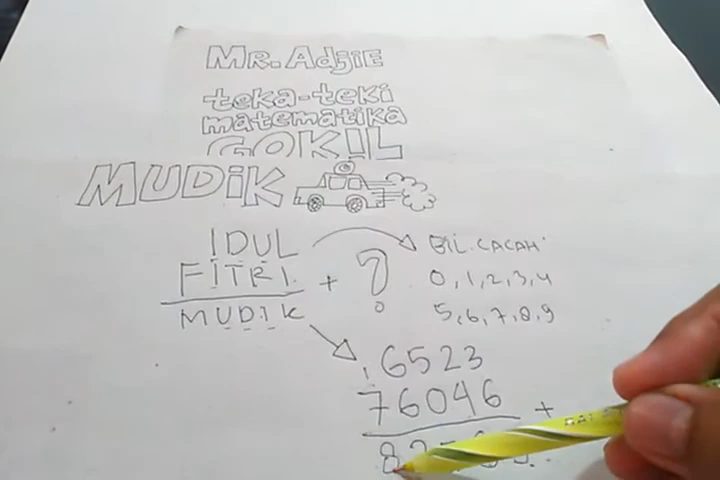 MR. AdjiE
teka-teki
matematika
GOKIL
MUDiK
IDUL
FITRI +
MUDIK
?
BIL. CACAH
0, 1, 2, 3, 4
5, 6, 7, 8, 9
6523
76046 +